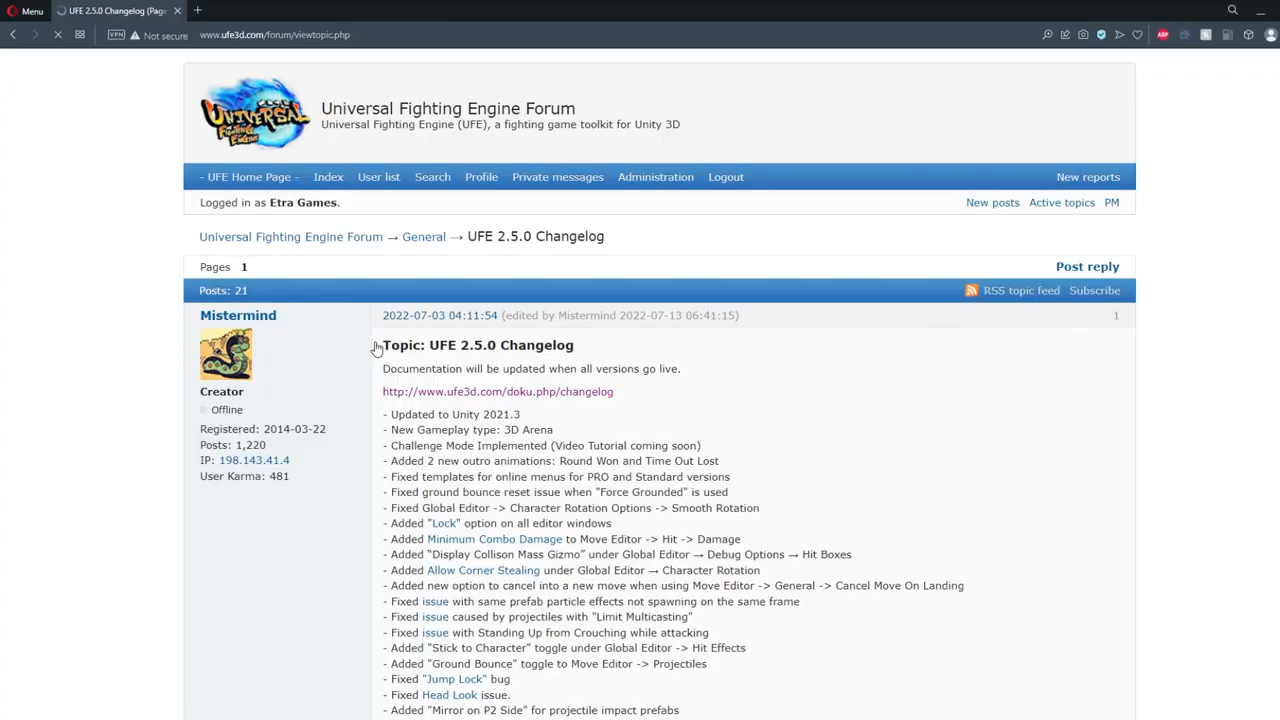 Menu
UFE 2.5.0 Changelog (Page
VPN
Not secure
www.ufe3d.com/forum/viewtopic.php
ABP
UNIVERSAL
FIGHTING
ENGINE
Universal Fighting Engine Forum
Universal Fighting Engine (UFE), a fighting game toolkit for Unity 3D
- UFE Home Page - Index User list Search Profile Private messages Administration Logout New reports
Logged in as Etra Games. New posts Active topics PM
Universal Fighting Engine Forum → General → UFE 2.5.0 Changelog
Pages 1 Post reply
Posts: 21 RSS topic feed Subscribe
Mistermind
Creator
Offline
Registered: 2014-03-22
Posts: 1,220
IP: 198.143.41.4
User Karma: 481
2022-07-03 04:11:54 (edited by Mistermind 2022-07-13 06:41:15) 1
Topic: UFE 2.5.0 Changelog
Documentation will be updated when all versions go live.
http://www.ufe3d.com/doku.php/changelog
- Updated to Unity 2021.3
- New Gameplay type: 3D Arena
- Challenge Mode Implemented (Video Tutorial coming soon)
- Added 2 new outro animations: Round Won and Time Out Lost
- Fixed templates for online menus for PRO and Standard versions
- Fixed ground bounce reset issue when "Force Grounded" is used
- Fixed Global Editor -> Character Rotation Options -> Smooth Rotation
- Added "Lock" option on all editor windows
- Added Minimum Combo Damage to Move Editor -> Hit -> Damage
- Added “Display Collison Mass Gizmo” under Global Editor → Debug Options → Hit Boxes
- Added Allow Corner Stealing under Global Editor → Character Rotation
- Added new option to cancel into a new move when using Move Editor -> General -> Cancel Move On Landing
- Fixed issue with same prefab particle effects not spawning on the same frame
- Fixed issue caused by projectiles with "Limit Multicasting"
- Fixed issue with Standing Up from Crouching while attacking
- Added "Stick to Character" toggle under Global Editor -> Hit Effects
- Added "Ground Bounce" toggle to Move Editor -> Projectiles
- Fixed "Jump Lock" bug
- Fixed Head Look issue.
- Added "Mirror on P2 Side" for projectile impact prefabs